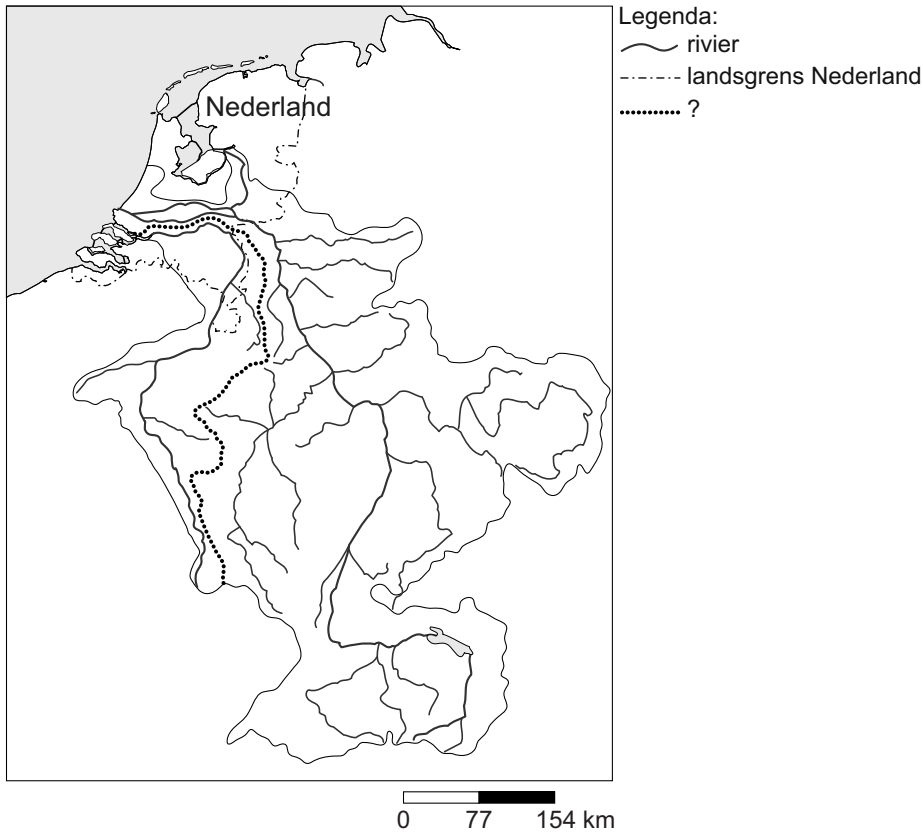 Legenda:
rivier
landsgrens Nederland
?
Nederland
0 77 154 km